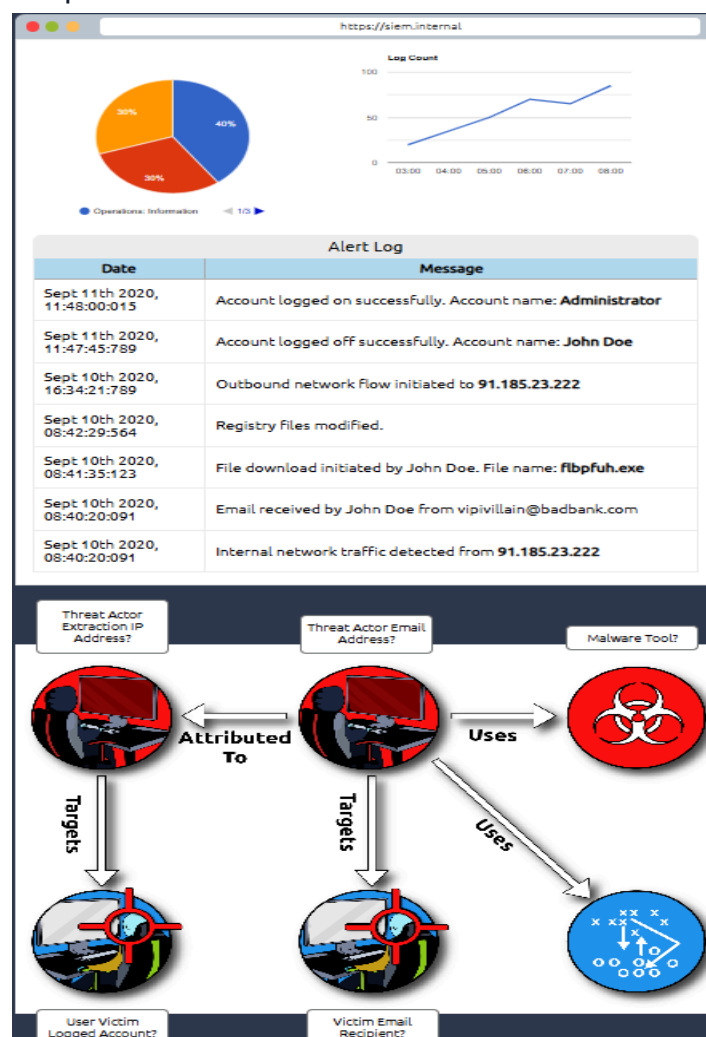 https://siem.internal
Log Count
100
50
0
03:00 04:00 05:00 06:00 07:00 08:00
30%
40%
30%
Operations: Information
1/3
Alert Log
Date Message
Sept 11th 2020,
11:48:00:015
Account logged on successfully. Account name: Administrator
Sept 11th 2020,
11:47:45:789
Account logged off successfully. Account name: John Doe
Sept 10th 2020,
16:34:21:789
Outbound network flow initiated to 91.185.23.222
Sept 10th 2020,
08:42:29:564
Registry files modified.
Sept 10th 2020,
08:41:35:123
File download initiated by John Doe. File name: flbpfuh.exe
Sept 10th 2020,
08:40:20:091
Email received by John Doe from vipivillain@badbank.com
Sept 10th 2020,
08:40:20:091
Internal network traffic detected from 91.185.23.222
Threat Actor
Extraction IP
Address?
Threat Actor Email
Address?
Malware Tool?
Attributed
To
Uses
Targets
Targets
Uses
User Victim
Logged Account?
Victim Email
Recipient?